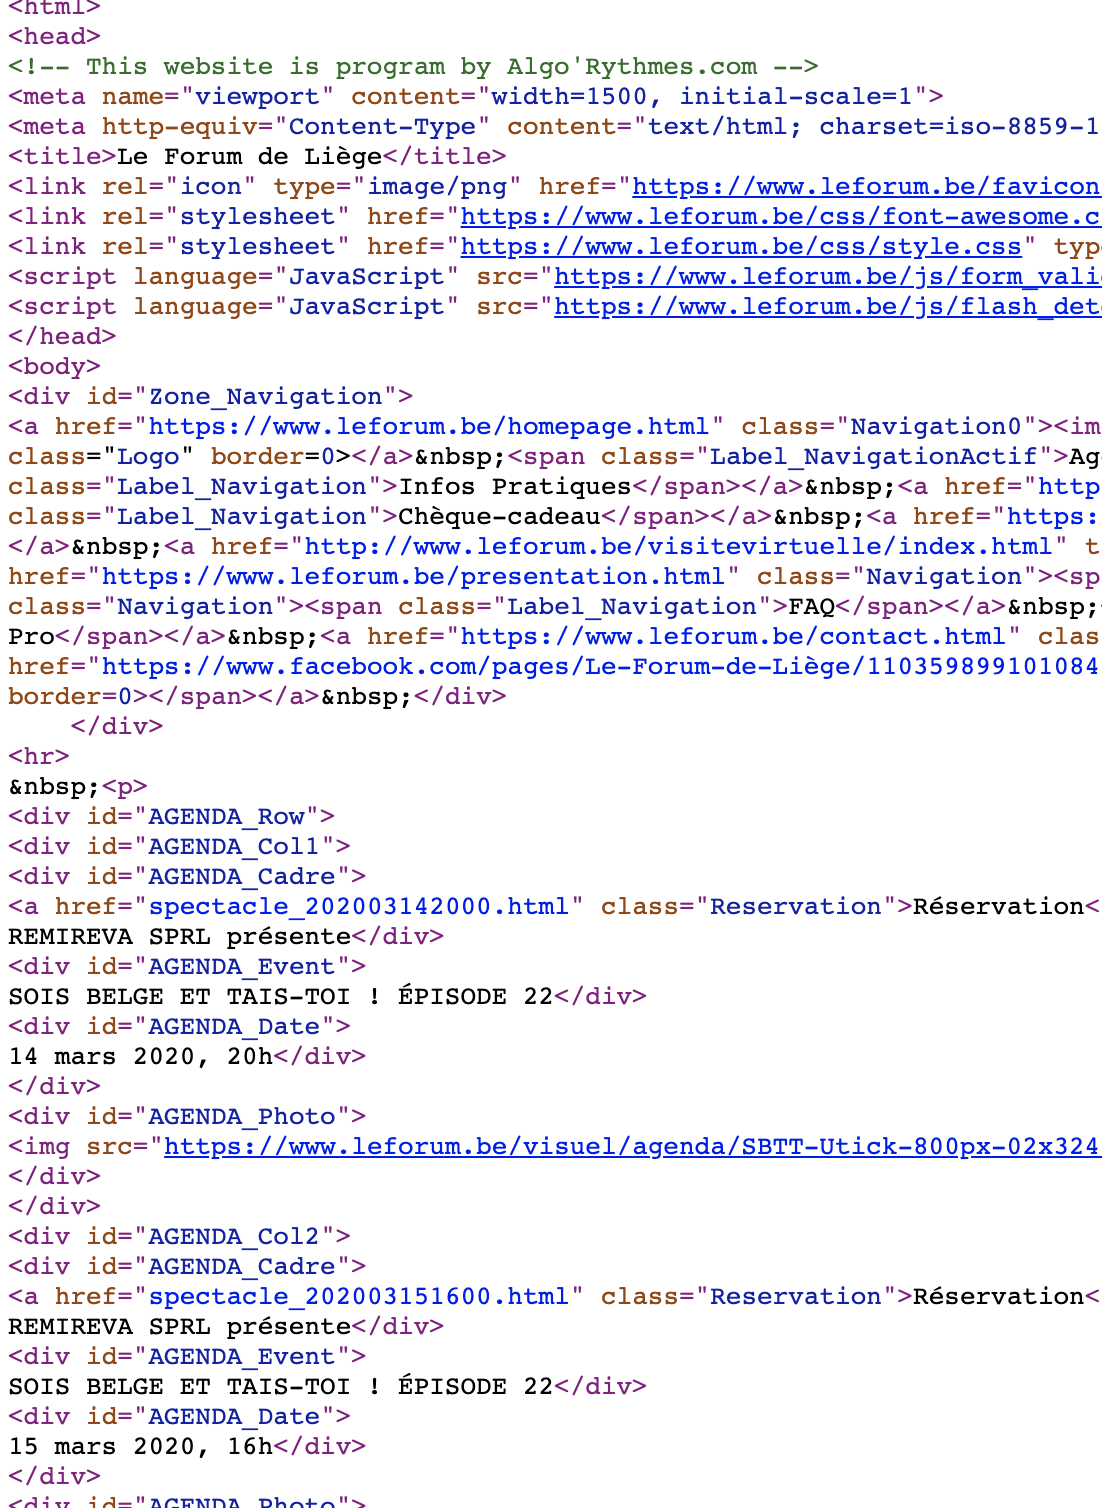 <html>
<head>
<!-- This website is program by Algo'Rythmes.com -->
<meta name="viewport" content="width=1500, initial-scale=1">
<meta http-equiv="Content-Type" content="text/html; charset=iso-8859-1
<title>Le Forum de Liège</title>
<link rel="icon" type="image/png" href="https://www.leforum.be/favicon
<link rel="stylesheet" href="https://www.leforum.be/css/font-awesome.c
<link rel="stylesheet" href="https://www.leforum.be/css/style.css" type
<script language="JavaScript" src="https://www.leforum.be/js/form_vali
<script language="JavaScript" src="https://www.leforum.be/js/flash_det
</head>
<body>
<div id="Zone_Navigation">
<a href="https://www.leforum.be/homepage.html" class="Navigation0"><im
class="Logo" border=0></a>&nbsp;<span class="Label_NavigationActif">Ag
class="Label_Navigation">Infos Pratiques</span></a>&nbsp;<a href="http
class="Label_Navigation">Chèque-cadeau</span></a>&nbsp;<a href="https:
</a>&nbsp;<a href="http://www.leforum.be/visitevirtuelle/index.html" t
href="https://www.leforum.be/presentation.html" class="Navigation"><sp
class="Navigation"><span class="Label_Navigation">FAQ</span></a>&nbsp;
Pro</span></a>&nbsp;<a href="https://www.leforum.be/contact.html" clas
href="https://www.facebook.com/pages/Le-Forum-de-Liège/110359899101084
border=0></span></a>&nbsp;</div>
</div>
<hr>
&nbsp;<p>
<div id="AGENDA_Row">
<div id="AGENDA_Col1">
<div id="AGENDA_Cadre">
<a href="spectacle_202003142000.html" class="Reservation">Réservation<
REMIREVA SPRL présente</div>
<div id="AGENDA_Event">
SOIS BELGE ET TAIS-TOI ! ÉPISODE 22</div>
<div id="AGENDA_Date">
14 mars 2020, 20h</div>
</div>
<div id="AGENDA_Photo">
<img src="https://www.leforum.be/visuel/agenda/SBTT-Utick-800px-02x324
</div>
</div>
<div id="AGENDA_Col2">
<div id="AGENDA_Cadre">
<a href="spectacle_202003151600.html" class="Reservation">Réservation<
REMIREVA SPRL présente</div>
<div id="AGENDA_Event">
SOIS BELGE ET TAIS-TOI ! ÉPISODE 22</div>
<div id="AGENDA_Date">
15 mars 2020, 16h</div>
</div>
<div id="AGENDA_Photo">